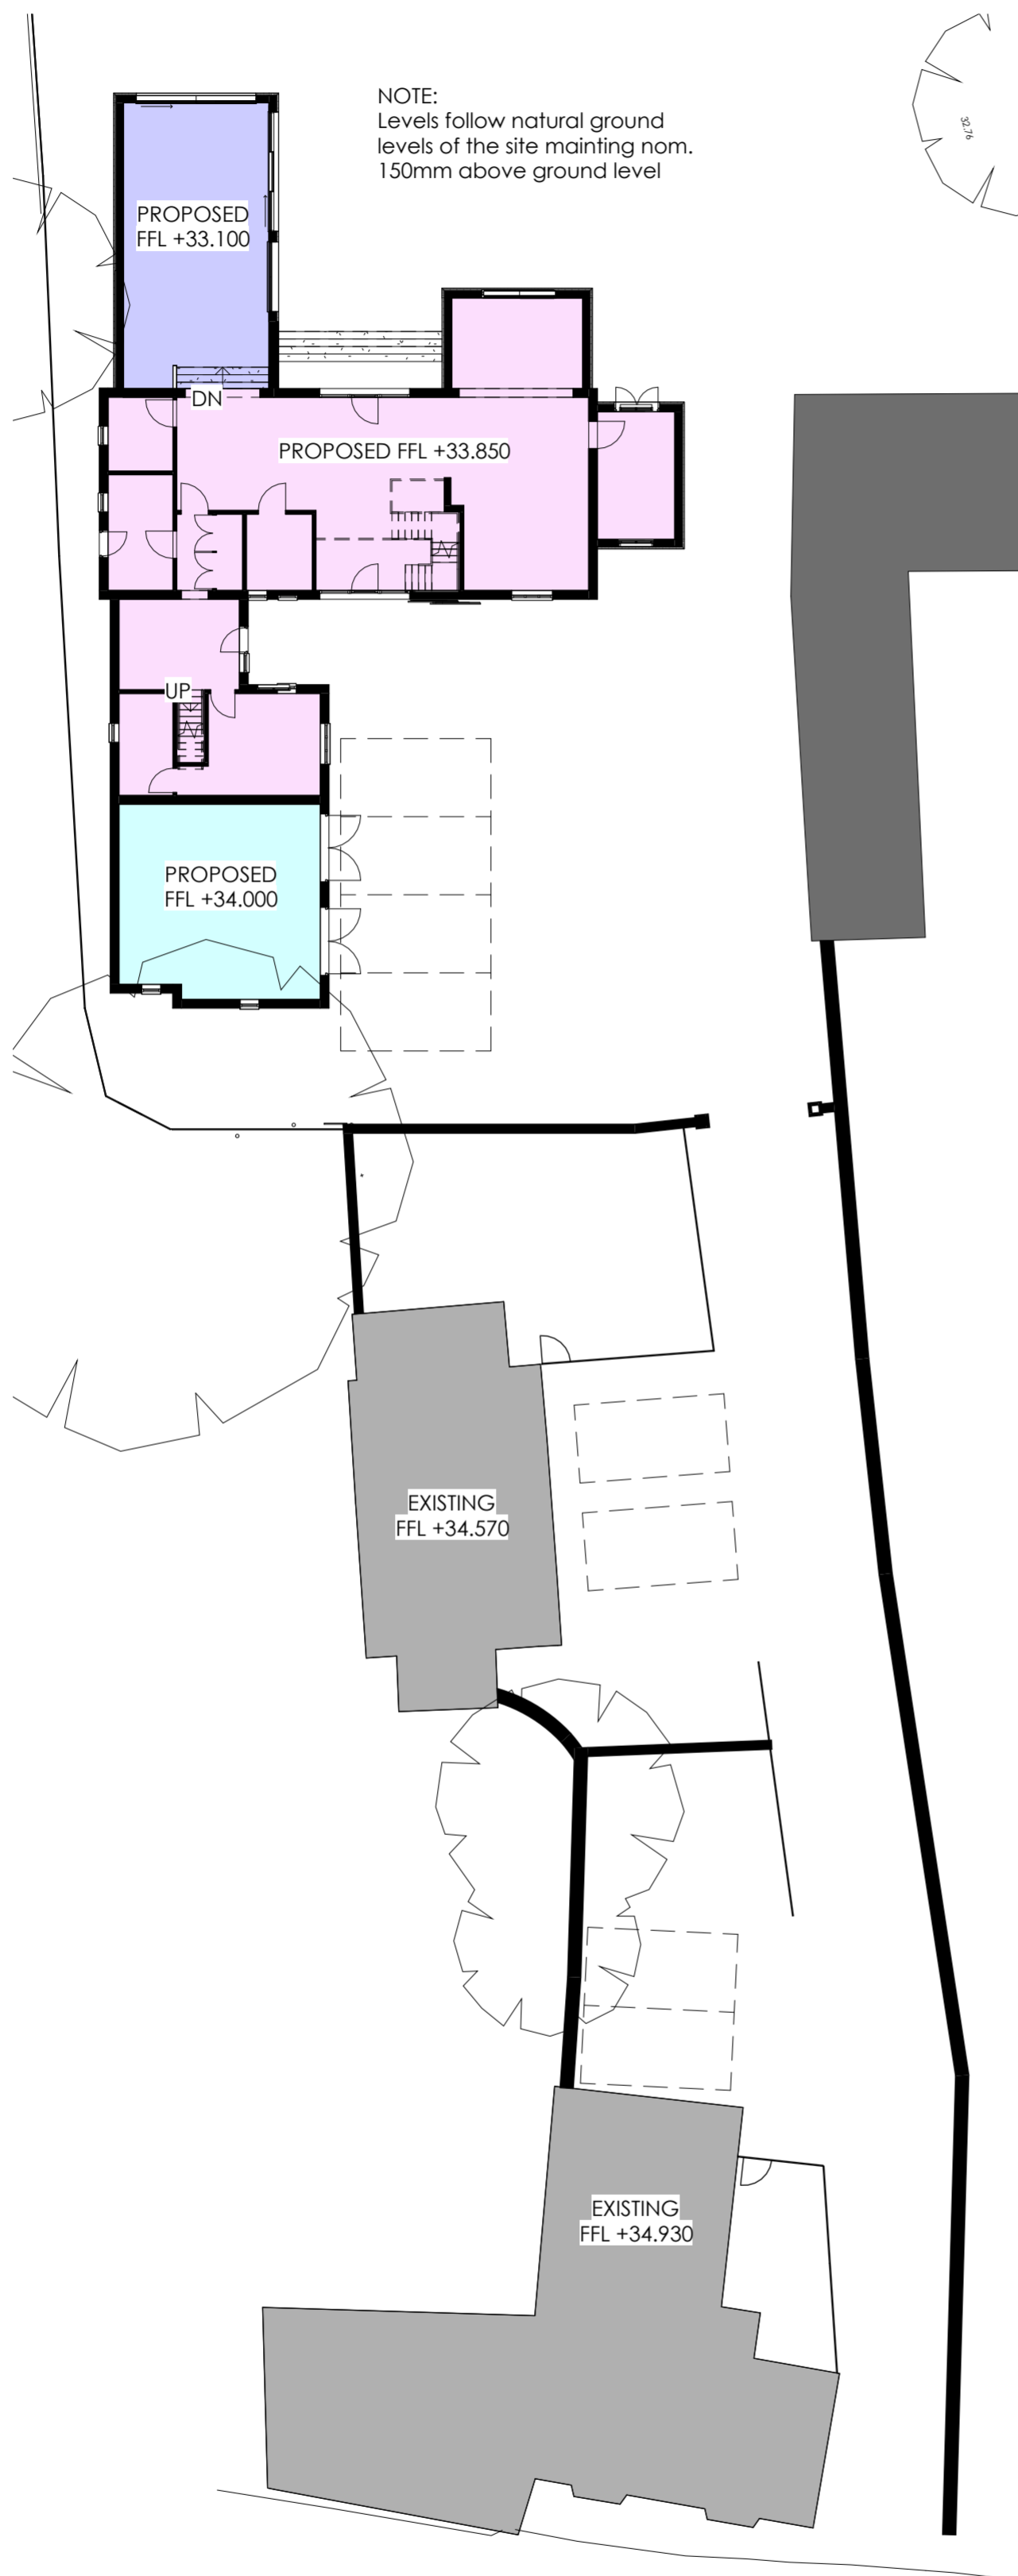 NOTE:
Levels follow natural ground
levels of the site mainting nom.
150mm above ground level
32.76
PROPOSED
FFL +33.100
DN
PROPOSED FFL +33.850
UP
PROPOSED
FFL +34.000
EXISTING
FFL +34.570
EXISTING
FFL +34.930